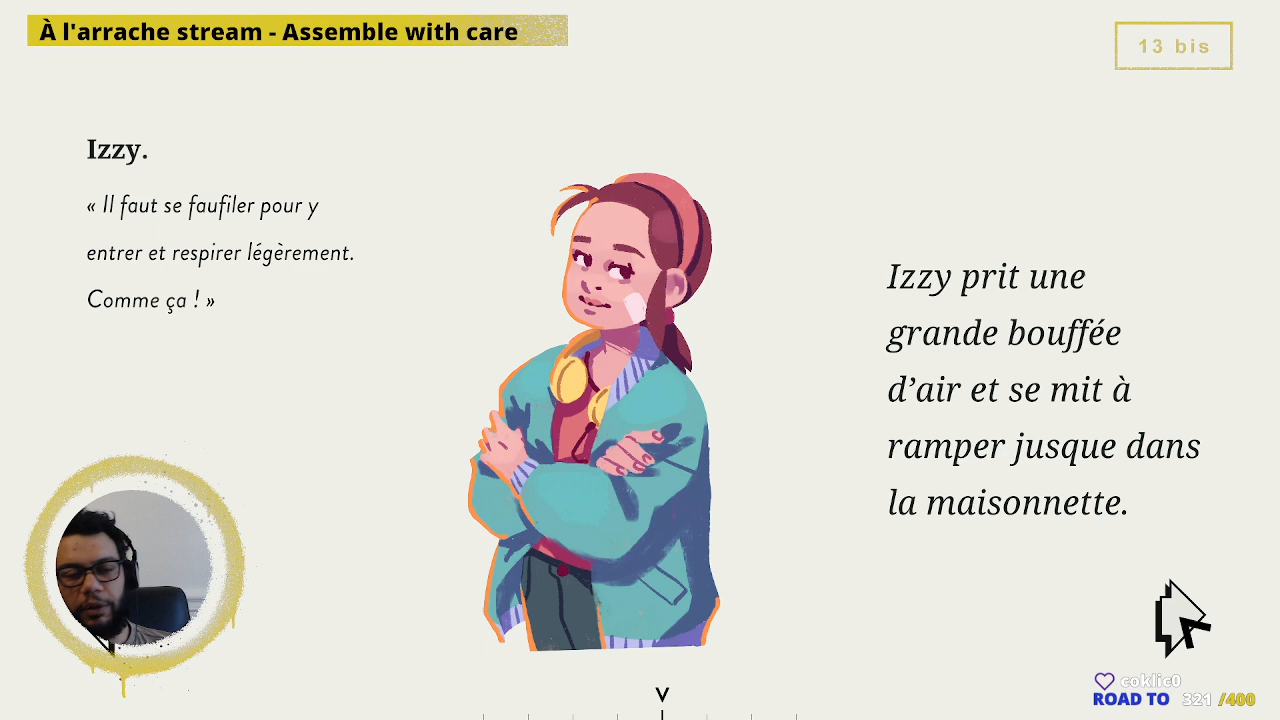 À l'arrache stream - Assemble with care
13 bis
Izzy.
« Il faut se faufiler pour y
entrer et respirer légèrement.
Comme ça ! »
Izzy prit une
grande bouffée
d’air et se mit à
ramper jusque dans
la maisonnette.
coklic0
ROAD TO 321 /400